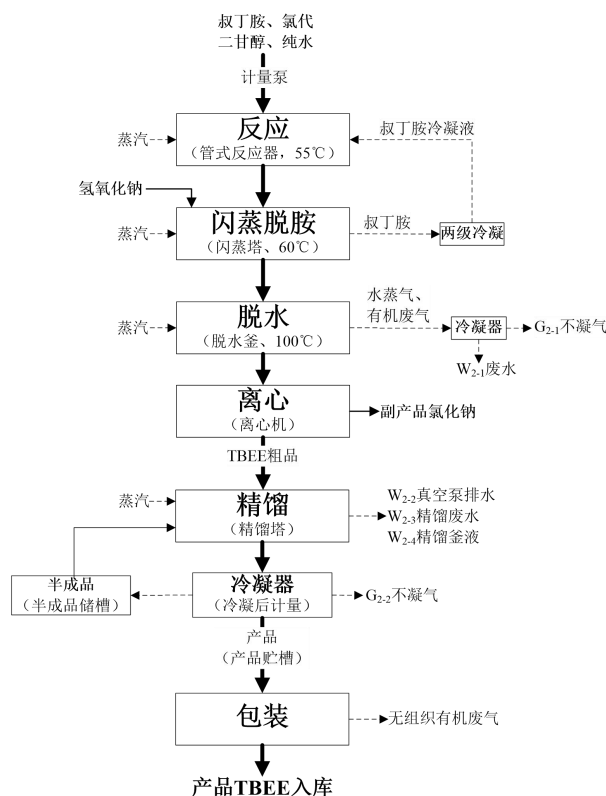 叔丁胺、氯代
二甘醇、纯水
计量泵
反应
（管式反应器，55℃）
蒸汽
叔丁胺冷凝液
氢氧化钠
闪蒸脱胺
（闪蒸塔、60℃）
蒸汽
叔丁胺
两级冷凝
脱水
（脱水釜、100℃）
蒸汽
水蒸气、
有机废气
冷凝器
G2-1不凝气
W2-1废水
离心
（离心机）
副产品氯化钠
TBEE粗品
精馏
（精馏塔）
蒸汽
W2-2真空泵排水
W2-3精馏废水
W2-4精馏釜液
半成品
（半成品储槽）
冷凝器
（冷凝后计量）
G2-2不凝气
产品
（产品贮槽）
包装
无组织有机废气
产品TBEE入库